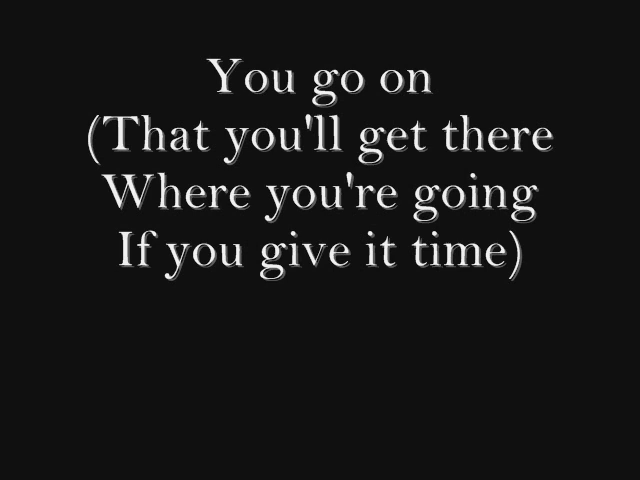 You go on
(That you'll get there
Where you're going
If you give it time)